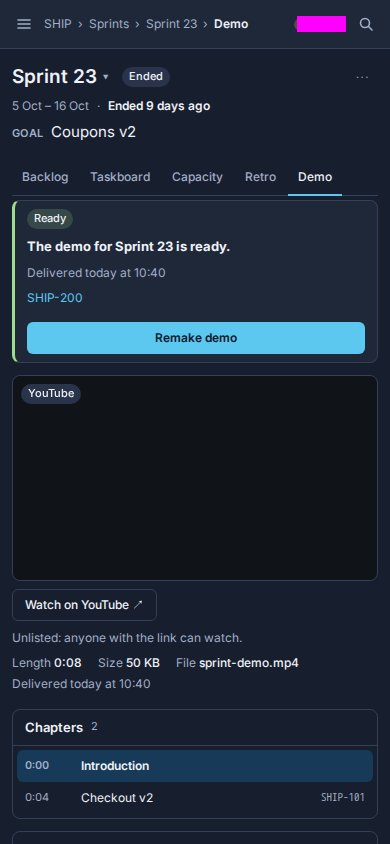 SHIP › Sprints › Sprint 23 › Demo
Sprint 23 ▾ Ended ...
5 Oct – 16 Oct · Ended 9 days ago
GOAL Coupons v2
Backlog Taskboard Capacity Retro Demo
Ready
The demo for Sprint 23 is ready.
Delivered today at 10:40
SHIP-200
Remake demo
YouTube
Watch on YouTube ↗
Unlisted: anyone with the link can watch.
Length 0:08 Size 50 KB File sprint-demo.mp4
Delivered today at 10:40
Chapters 2
0:00 Introduction
0:04 Checkout v2 SHIP-101